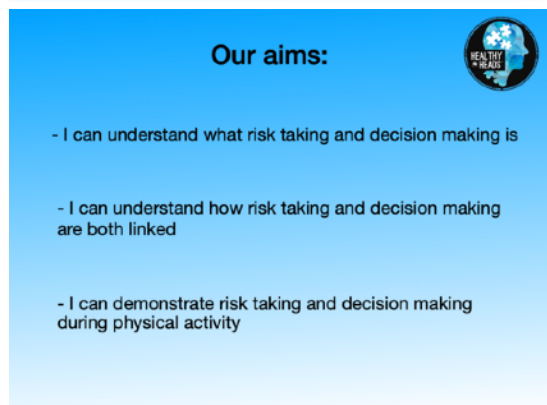 Our aims:
HEALTHY
HEADS
- I can understand what risk taking and decision making is
- I can understand how risk taking and decision making
are both linked
- I can demonstrate risk taking and decision making
during physical activity